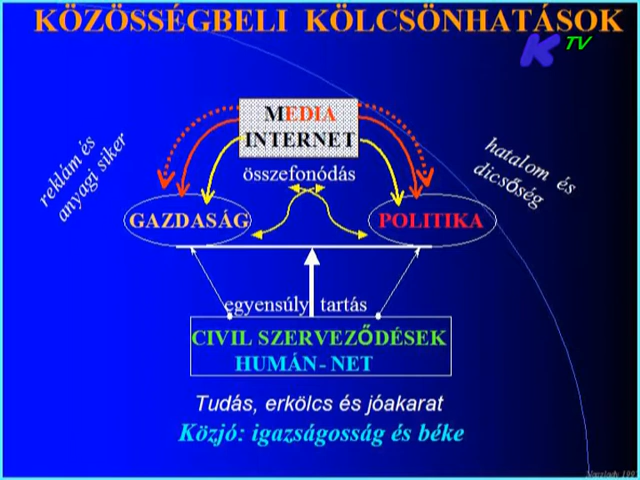 KÖZÖSSÉGBELI KÖLCSÖNHATÁSOK
K TV
MEDIA
INTERNET
reklám és
anyagi siker
hatalom és
dicsőség
összefonódás
GAZDASÁG
POLITIKA
egyensúly tartás
CIVIL SZERVEZŐDÉSEK
HUMÁN- NET
Tudás, erkölcs és jóakarat
Közjó: igazságosság és béke